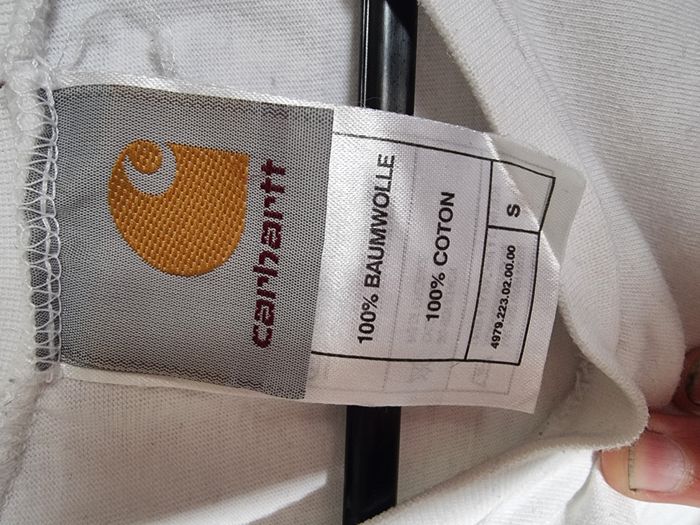 carhartt
100% BAUMWOLLE
100% COTON
4979.223.02.00.00
S